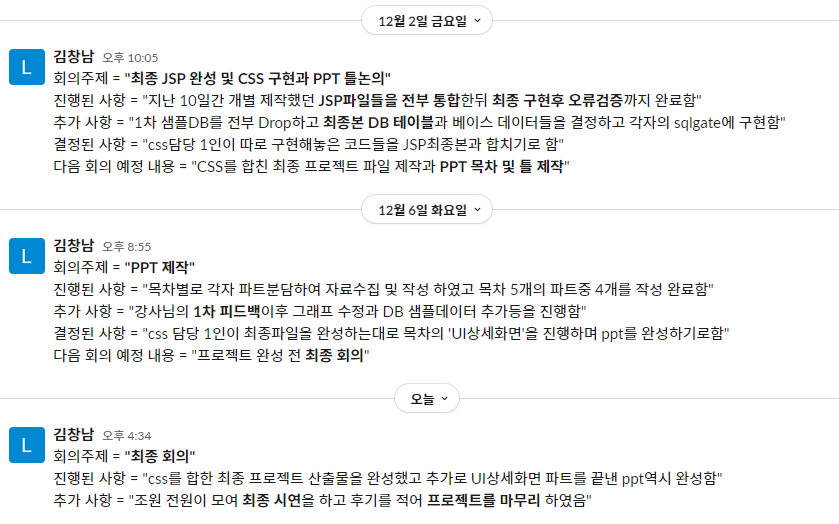 12월 2일 금요일
L
김창남 오후 10:05
회의주제 = "최종 JSP 완성 및 CSS 구현과 PPT 틀논의"
진행된 사항 = "지난 10일간 개별 제작했던 JSP파일들을 전부 통합한뒤 최종 구현후 오류검증까지 완료함"
추가 사항 = "1차 샘플DB를 전부 Drop하고 최종본 DB 테이블과 베이스 데이터들을 결정하고 각자의 sqlgate에 구현함"
결정된 사항 = "css담당 1인이 따로 구현해놓은 코드들을 JSP최종본과 합치기로 함"
다음 회의 예정 내용 = "CSS를 합친 최종 프로젝트 파일 제작과 PPT 목차 및 틀 제작"
12월 6일 화요일
L
김창남 오후 8:55
회의주제 = "PPT 제작"
진행된 사항 = "목차별로 각자 파트분담하여 자료수집 및 작성 하였고 목차 5개의 파트중 4개를 작성 완료함"
추가 사항 = "강사님의 1차 피드백이후 그래프 수정과 DB 샘플데이터 추가등을 진행함"
결정된 사항 = "css 담당 1인이 최종파일을 완성하는대로 목차의 'UI상세화면'을 진행하며 ppt를 완성하기로함"
다음 회의 예정 내용 = "프로젝트 완성 전 최종 회의"
오늘
L
김창남 오후 4:34
회의주제 = "최종 회의"
진행된 사항 = "css를 합한 최종 프로젝트 산출물을 완성했고 추가로 UI상세화면 파트를 끝낸 ppt역시 완성함"
추가 사항 = "조원 전원이 모여 최종 시연을 하고 후기를 적어 프로젝트를 마무리 하였음"